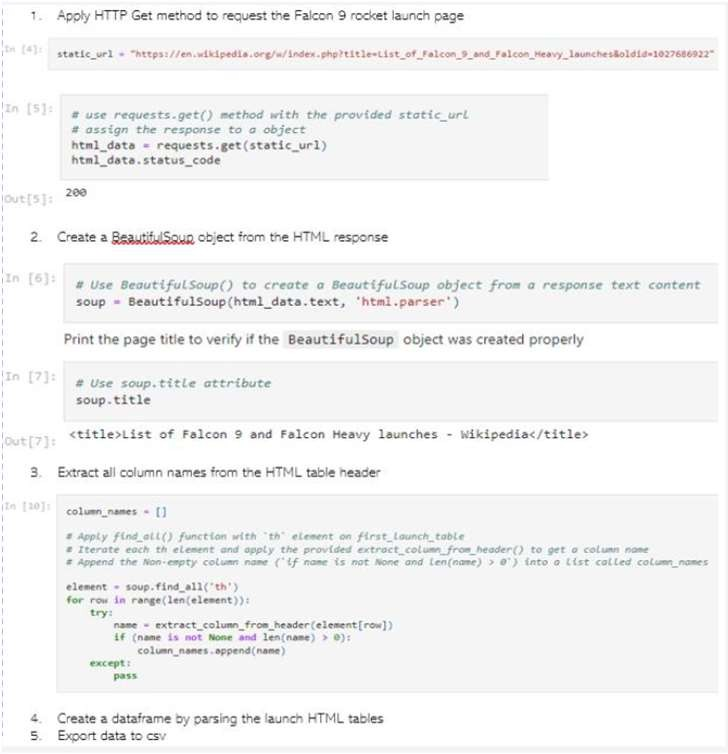 1. Apply HTTP Get method to request the Falcon 9 rocket launch page
In [4]: static_url = "https://en.wikipedia.org/w/index.php?title=List_of_Falcon_9_and_Falcon_Heavy_launches&oldid=1027686922"
In [5]: # use requests.get() method with the provided static_url
# assign the response to a object
html_data = requests.get(static_url)
html_data.status_code
Out[5]: 200
2. Create a BeautifulSoup object from the HTML response
In [6]: # Use BeautifulSoup() to create a BeautifulSoup object from a response text content
soup = BeautifulSoup(html_data.text, 'html.parser')
Print the page title to verify if the BeautifulSoup object was created properly
In [7]: # Use soup.title attribute
soup.title
Out[7]: <title>List of Falcon 9 and Falcon Heavy launches - Wikipedia</title>
3. Extract all column names from the HTML table header
In [10]: column_names = []
# Apply find_all() function with `th` element on first_launch_table
# Iterate each th element and apply the provided extract_column_from_header() to get a column name
# Append the Non-empty column name (`if name is not None and len(name) > 0`) into a list called column_names
element = soup.find_all('th')
for row in range(len(element)):
try:
name = extract_column_from_header(element[row])
if (name is not None and len(name) > 0):
column_names.append(name)
except:
pass
4. Create a dataframe by parsing the launch HTML tables
5. Export data to csv